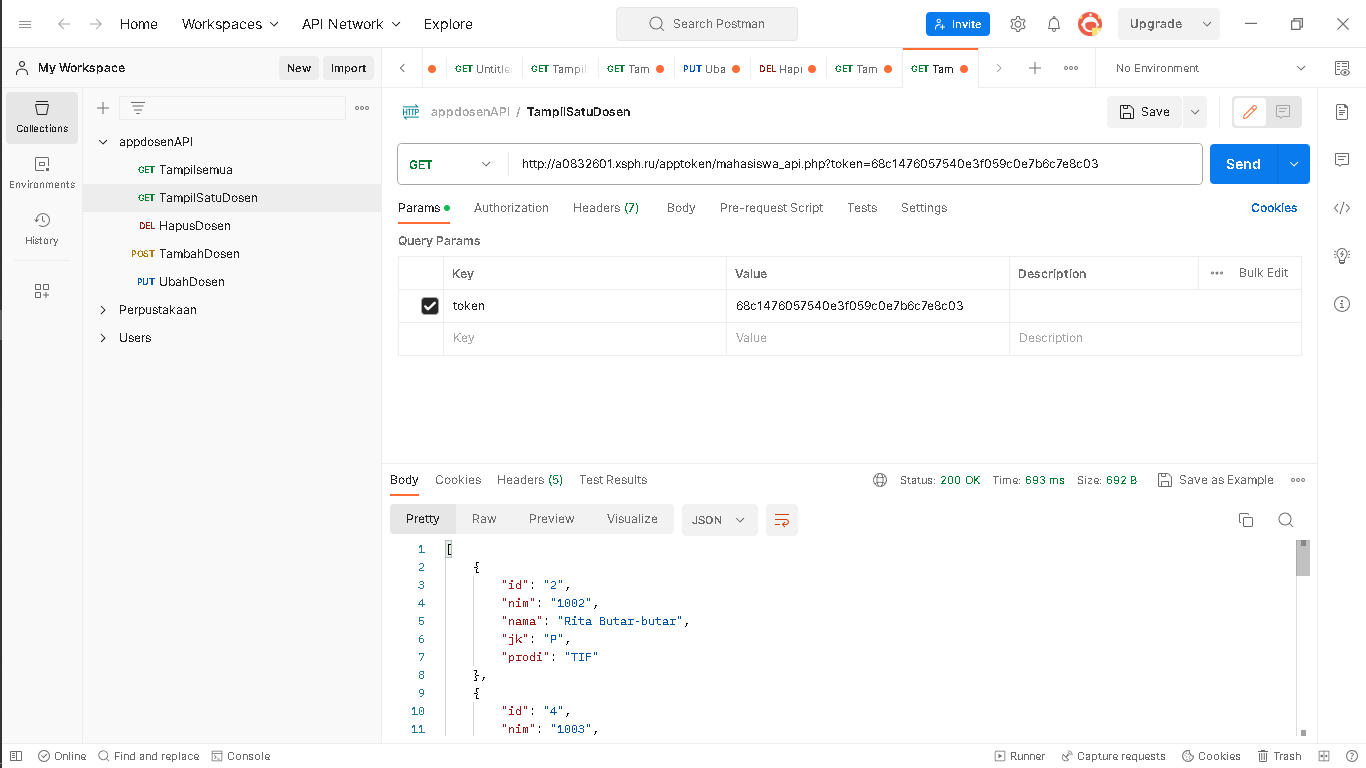 Home Workspaces API Network Explore Search Postman Invite Upgrade
My Workspace New Import GET Untitle GET Tampil GET Tam PUT Uba DEL Hapı GET Tam GET Tam No Environment
Collections
Environments
History
appdosenAPI
GET Tampilsemua
GET TampilSatuDosen
DEL HapusDosen
POST TambahDosen
PUT UbahDosen
Perpustakaan
Users
HTTP appdosenAPI / TampilSatuDosen Save
GET http://a0832601.xsph.ru/apptoken/mahasiswa_api.php?token=68c1476057540e3f059c0e7b6c7e8c03 Send
Params Authorization Headers (7) Body Pre-request Script Tests Settings Cookies
Query Params
Key Value Description Bulk Edit
token 68c1476057540e3f059c0e7b6c7e8c03
Key Value Description
Body Cookies Headers (5) Test Results Status: 200 OK Time: 693 ms Size: 692 B Save as Example
Pretty Raw Preview Visualize JSON
1 [
2 {
3 "id": "2",
4 "nim": "1002",
5 "nama": "Rita Butar-butar",
6 "jk": "P",
7 "prodi": "TIF"
8 },
9 {
10 "id": "4",
11 "nim": "1003",
Online Find and replace Console Runner Capture requests Cookies Trash